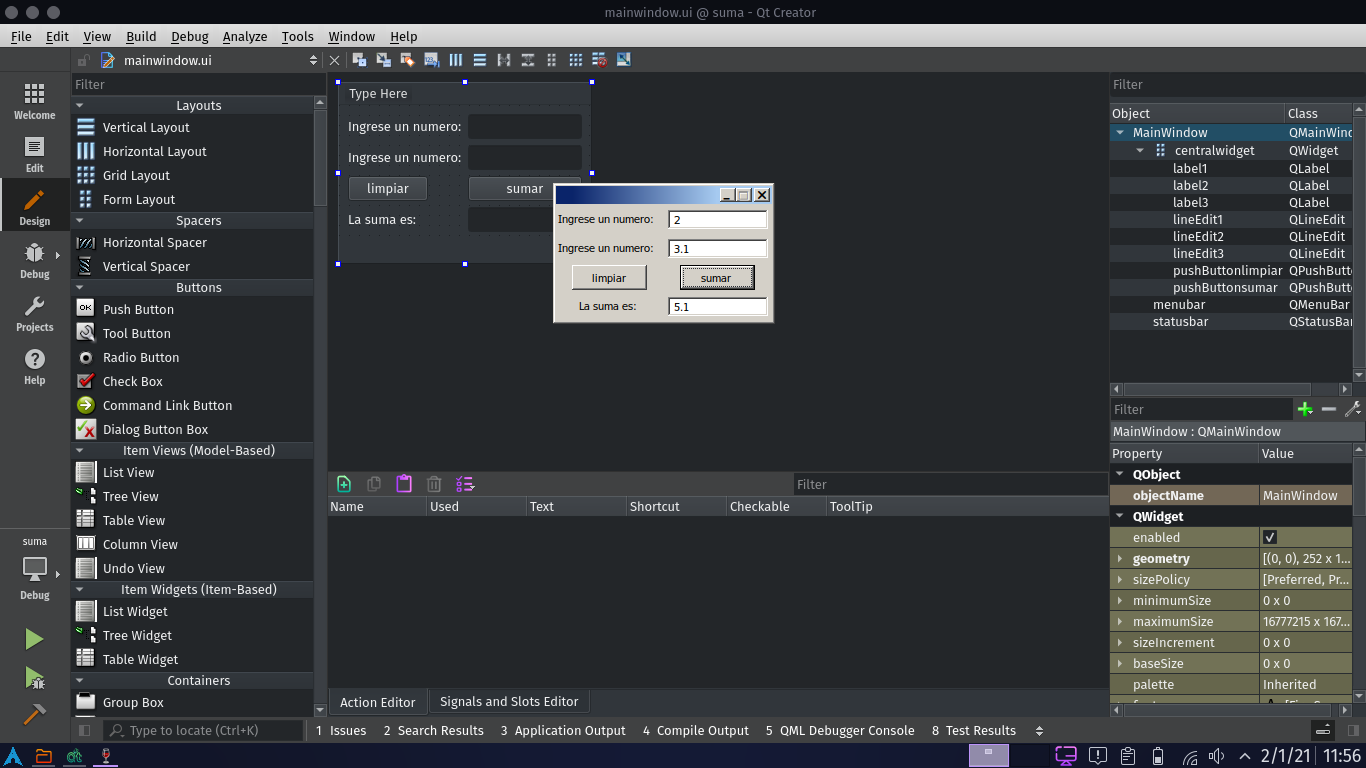 mainwindow.ui @ suma - Qt Creator
File Edit View Build Debug Analyze Tools Window Help
mainwindow.ui
Welcome
Edit
Design
Debug
Projects
Help
suma
Debug
Filter
Layouts
Vertical Layout
Horizontal Layout
Grid Layout
Form Layout
Spacers
Horizontal Spacer
Vertical Spacer
Buttons
OK Push Button
Tool Button
Radio Button
Check Box
Command Link Button
Dialog Button Box
Item Views (Model-Based)
List View
Tree View
Table View
Column View
Undo View
Item Widgets (Item-Based)
List Widget
Tree Widget
Table Widget
Containers
Group Box
Type Here
Ingrese un numero:
Ingrese un numero:
limpiar sumar
La suma es:
Ingrese un numero: 2
Ingrese un numero: 3.1
limpiar sumar
La suma es: 5.1
Filter
Name Used Text Shortcut Checkable ToolTip
Action Editor Signals and Slots Editor
Filter
Object Class
MainWindow QMainWind
centralwidget QWidget
label1 QLabel
label2 QLabel
label3 QLabel
lineEdit1 QLineEdit
lineEdit2 QLineEdit
lineEdit3 QLineEdit
pushButtonlimpiar QPushButt
pushButtonsumar QPushButt
menubar QMenuBar
statusbar QStatusBar
Filter
MainWindow : QMainWindow
Property Value
QObject
objectName MainWindow
QWidget
enabled
geometry [(0, 0), 252 x 1...
sizePolicy [Preferred, Pr...
minimumSize 0 x 0
maximumSize 16777215 x 167...
sizeIncrement 0 x 0
baseSize 0 x 0
palette Inherited
Type to locate (Ctrl+K) 1 Issues 2 Search Results 3 Application Output 4 Compile Output 5 QML Debugger Console 8 Test Results
2/1/21 11:56